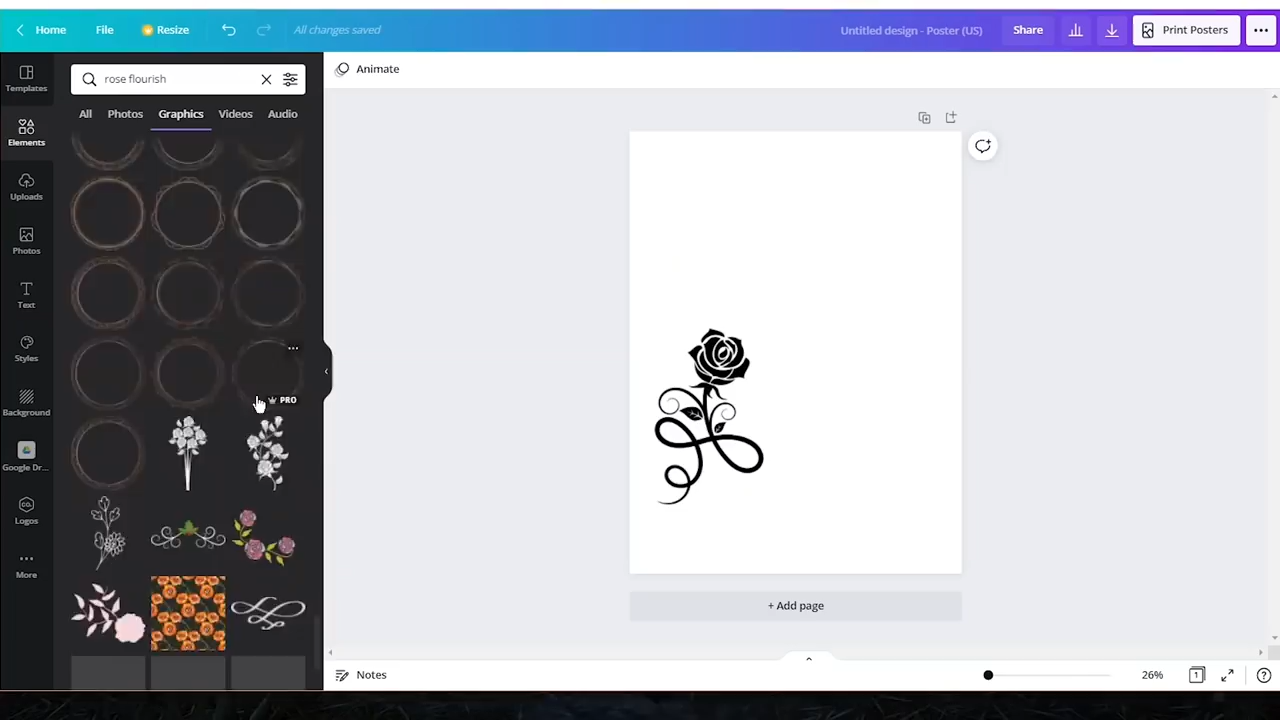 Home File Resize All changes saved Untitled design - Poster (US) Share Print Posters
Templates
Elements
Uploads
Photos
Text
Styles
Background
Google Dr...
Logos
More
rose flourish
All Photos Graphics Videos Audio
PRO
Animate
+ Add page
Notes 26% 1